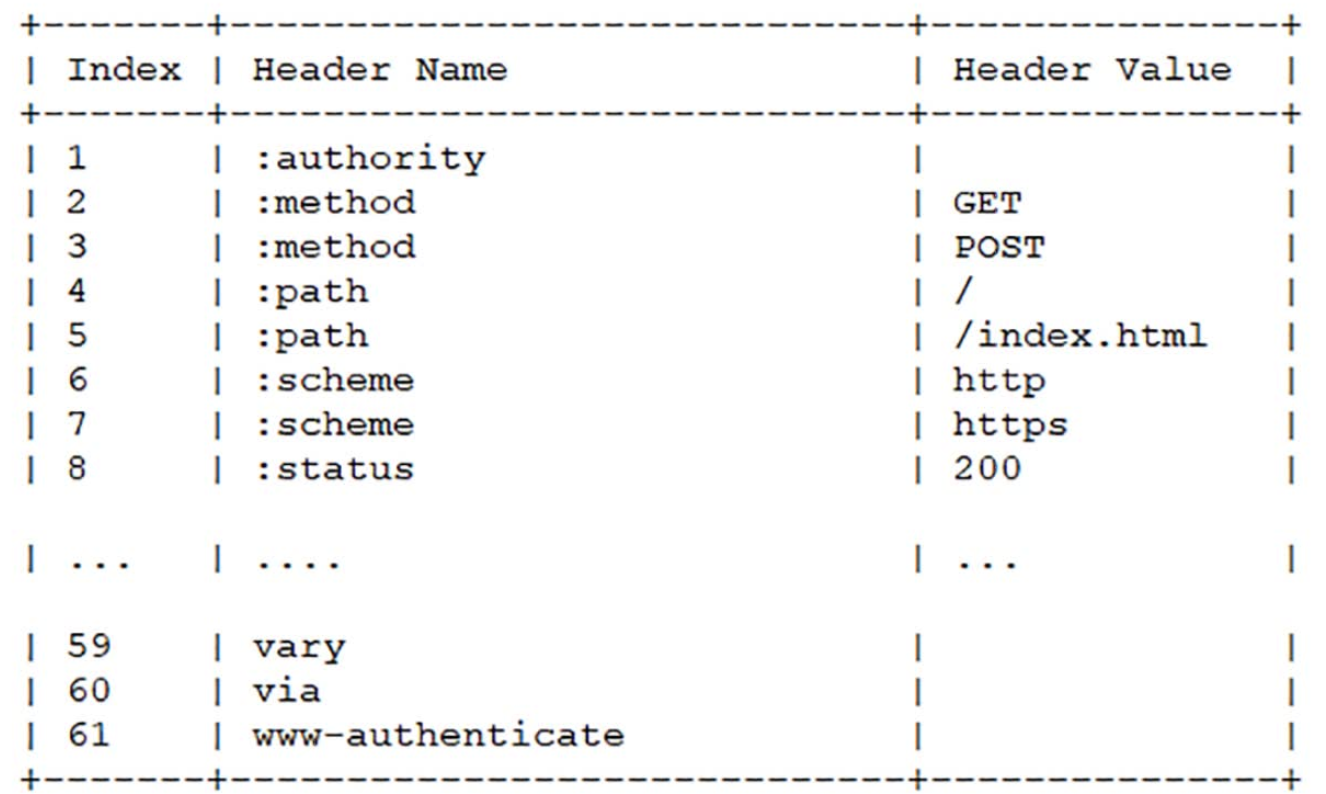 +-------+-----------------------------+---------------+
| Index | Header Name                 | Header Value  |
+-------+-----------------------------+---------------+
| 1     | :authority                  |               |
| 2     | :method                     | GET           |
| 3     | :method                     | POST          |
| 4     | :path                       | /             |
| 5     | :path                       | /index.html   |
| 6     | :scheme                     | http          |
| 7     | :scheme                     | https         |
| 8     | :status                     | 200           |
| ...   | ....                        | ...           |
| 59    | vary                        |               |
| 60    | via                         |               |
| 61    | www-authenticate            |               |
+-------+-----------------------------+---------------+